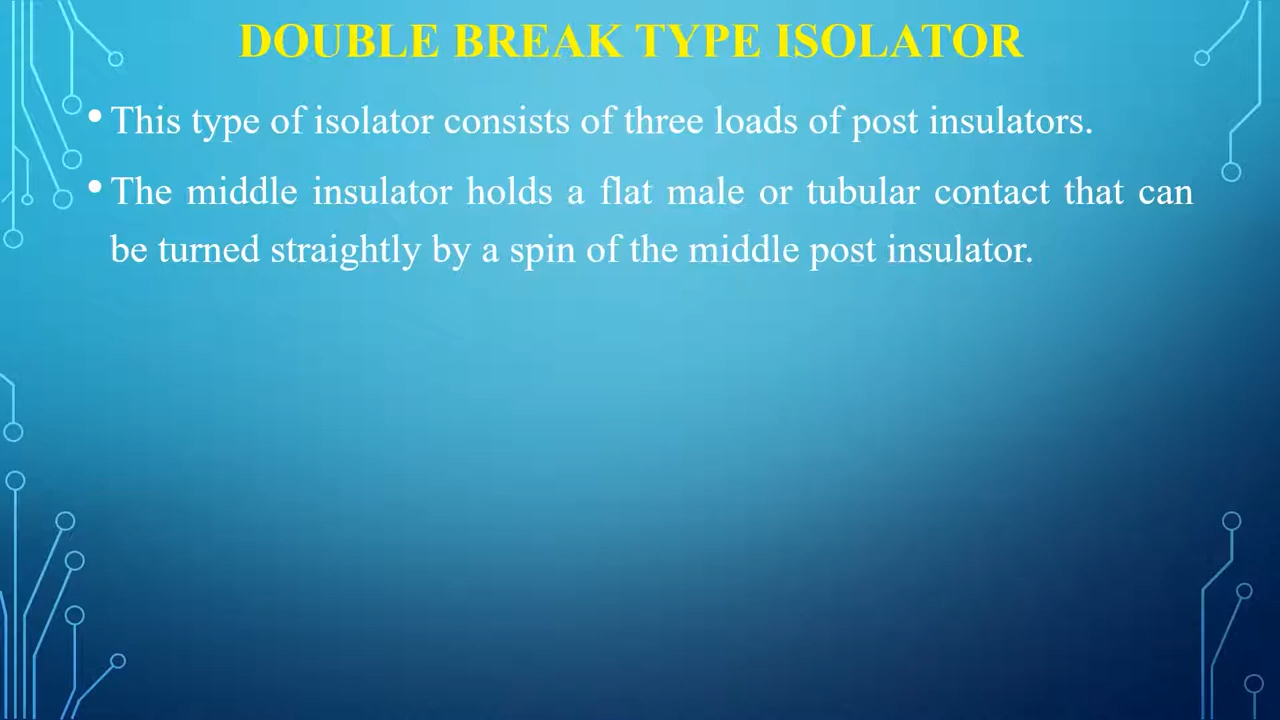 DOUBLE BREAK TYPE ISOLATOR
• This type of isolator consists of three loads of post insulators.
• The middle insulator holds a flat male or tubular contact that can
be turned straightly by a spin of the middle post insulator.